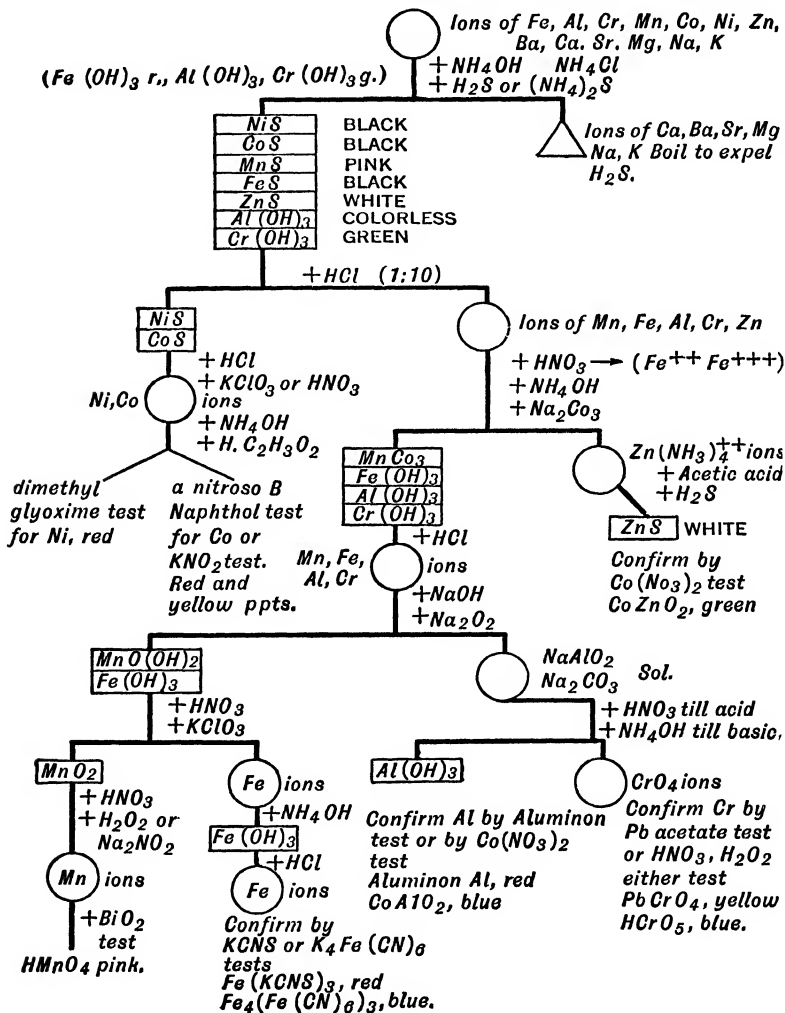 Ions of Fe, Al, Cr, Mn, Co, Ni, Zn,
Ba, Ca. Sr. Mg, Na, K
+NH4OH NH4Cl
+H2S or (NH4)2S
(Fe (OH)3 r., Al (OH)3, Cr (OH)3 g.)
NiS BLACK
CoS BLACK
MnS PINK
FeS BLACK
ZnS WHITE
Al (OH)3 COLORLESS
Cr (OH)3 GREEN
Ions of Ca, Ba, Sr, Mg
Na, K Boil to expel
H2S.
+HCl (1:10)
NiS
CoS
+HCl
+KClO3 or HNO3
Ni,Co ions
+NH4OH
+H. C2H3O2
dimethyl
glyoxime test
for Ni, red
a nitroso B
Naphthol test
for Co or
KNO2 test.
Red and
yellow ppts.
Ions of Mn, Fe, Al, Cr, Zn
+HNO3 → (Fe++ Fe+++)
+NH4OH
+Na2Co3
MnCo3
Fe (OH)3
Al (OH)3
Cr (OH)3
Zn(NH3)4++ ions
+Acetic acid
+H2S
ZnS WHITE
Confirm by
Co(No3)2 test
CoZnO2, green
+HCl
Mn, Fe,
Al, Cr
ions
+NaOH
+Na2O2
MnO(OH)2
Fe(OH)3
+HNO3
+KClO3
NaAlO2
Na2CO3 Sol.
+HNO3 till acid
+NH4OH till basic.
MnO2
+HNO3
+H2O2 or
Na2NO2
Mn ions
+BiO2
test
HMnO4 pink.
Fe ions
+NH4OH
Fe(OH)3
+HCl
Fe ions
Confirm by
KCNS or K4Fe (CN)6
tests
Fe(KCNS)3, red
Fe4(Fe (CN)6)3, blue.
Al(OH)3
Confirm Al by Aluminon
test or by Co(NO3)2
test
Aluminon Al, red
CoA1O2, blue
CrO4 ions
Confirm Cr by
Pb acetate test
or HNO3, H2O2
either test
PbCrO4, yellow
HCrO5, blue.